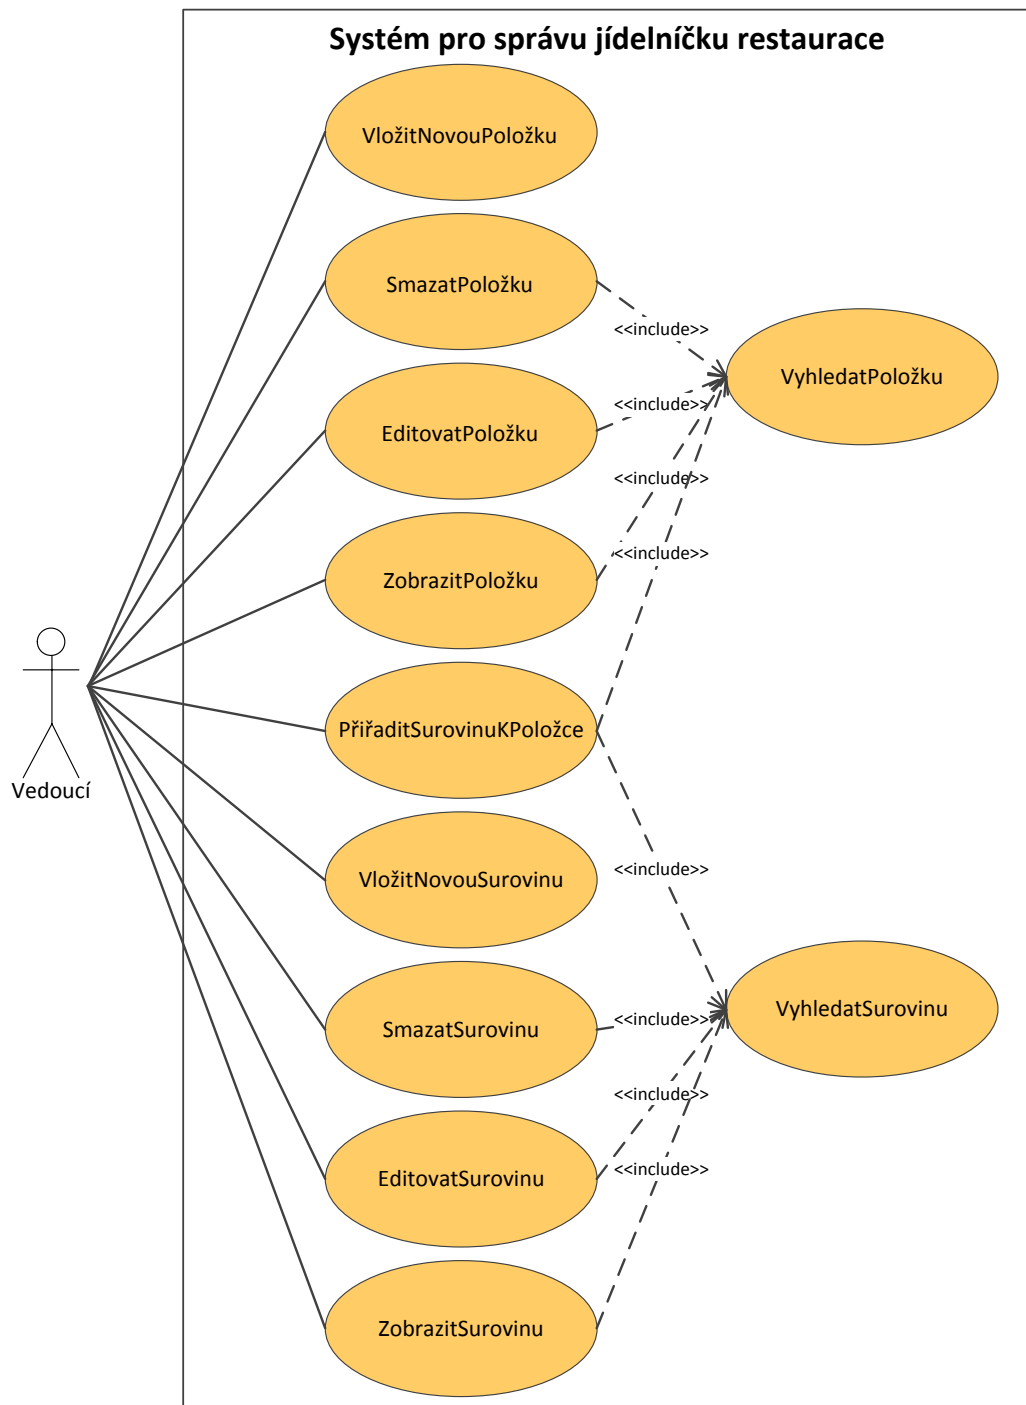 Systém pro správu jídelníčku restaurace
VložitNovouPoložku
SmazatPoložku
<<include>>
VyhledatPoložku
<<include>>
EditovatPoložku
<<include>>
<<include>>
ZobrazitPoložku
PřiřaditSurovinuKPoložce
Vedoucí
<<include>>
VložitNovouSurovinu
VyhledatSurovinu
<<include>>
SmazatSurovinu
<<include>>
<<include>>
EditovatSurovinu
ZobrazitSurovinu